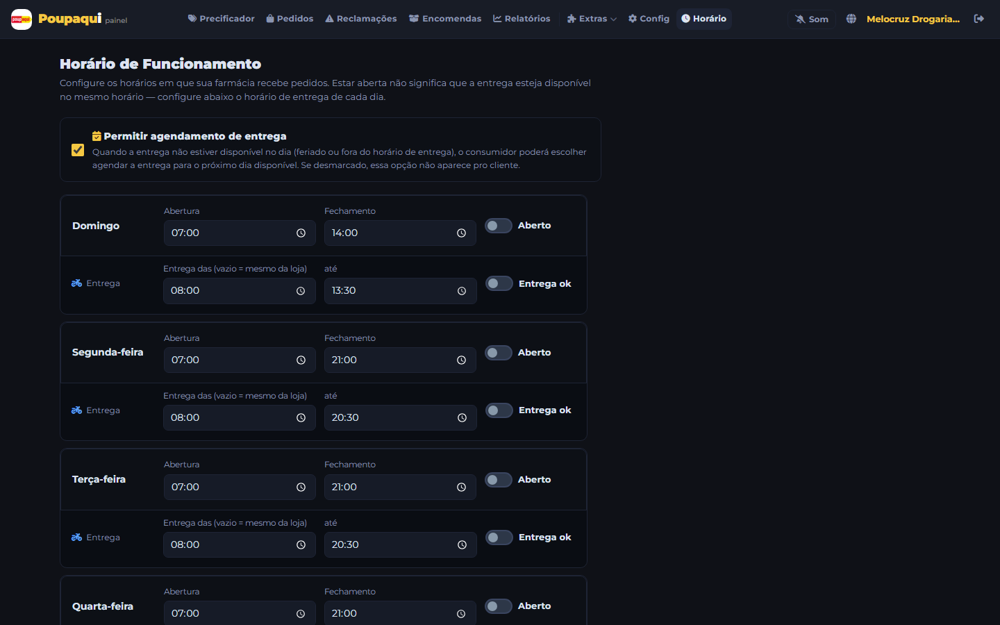 poupaqui
Poupaqui painel
Precificador
Pedidos
Reclamações
Encomendas
Relatórios
Extras
Config
Horário
Som
Melocruz Drogaria...
Horário de Funcionamento
Configure os horários em que sua farmácia recebe pedidos. Estar aberta não significa que a entrega esteja disponível
no mesmo horário — configure abaixo o horário de entrega de cada dia.
Permitir agendamento de entrega
Quando a entrega não estiver disponível no dia (feriado ou fora do horário de entrega), o consumidor poderá escolher
agendar a entrega para o próximo dia disponível. Se desmarcado, essa opção não aparece pro cliente.
Abertura Fechamento
Domingo 07:00 14:00 Aberto
Entrega das (vazio = mesmo da loja) até
Entrega 08:00 13:30 Entrega ok
Abertura Fechamento
Segunda-feira 07:00 21:00 Aberto
Entrega das (vazio = mesmo da loja) até
Entrega 08:00 20:30 Entrega ok
Abertura Fechamento
Terça-feira 07:00 21:00 Aberto
Entrega das (vazio = mesmo da loja) até
Entrega 08:00 20:30 Entrega ok
Abertura Fechamento
Quarta-feira 07:00 21:00 Aberto